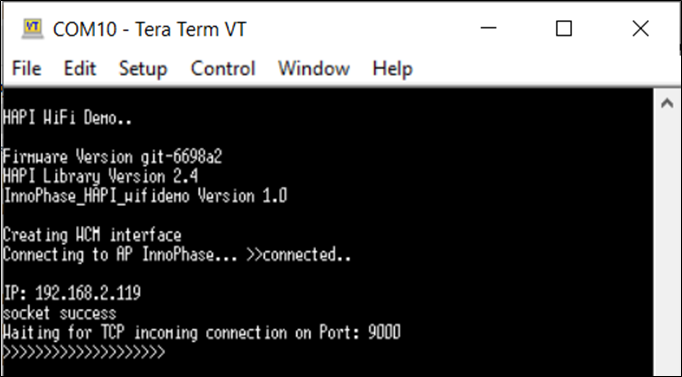 VT
COM10 - Tera Term VT
File Edit Setup Control Window Help
HAPI WiFi Demo..
Firmware Version git-6698a2
HAPI Library Version 2.4
InnoPhase_HAPI_wifidemo Version 1.0
Creating WCM interface
Connecting to AP InnoPhase... >>connected..
IP: 192.168.2.119
socket success
Waiting for TCP incoming connection on Port: 9000
>>>>>>>>>>>>>>>>>>>>